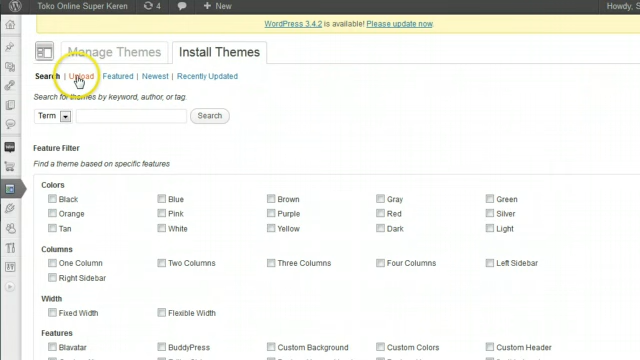 Toko Online Super Keren 4 + New Howdy, S
WordPress 3.4.2 is available! Please update now.
Manage Themes Install Themes
Search | Upload Featured | Newest | Recently Updated
Search for themes by keyword, author, or tag.
Term Search
Feature Filter
Find a theme based on specific features
Colors
Black Blue Brown Gray Green
Orange Pink Purple Red Silver
Tan White Yellow Dark Light
Columns
One Column Two Columns Three Columns Four Columns Left Sidebar
Right Sidebar
Width
Fixed Width Flexible Width
Features
Blavatar BuddyPress Custom Background Custom Colors Custom Header